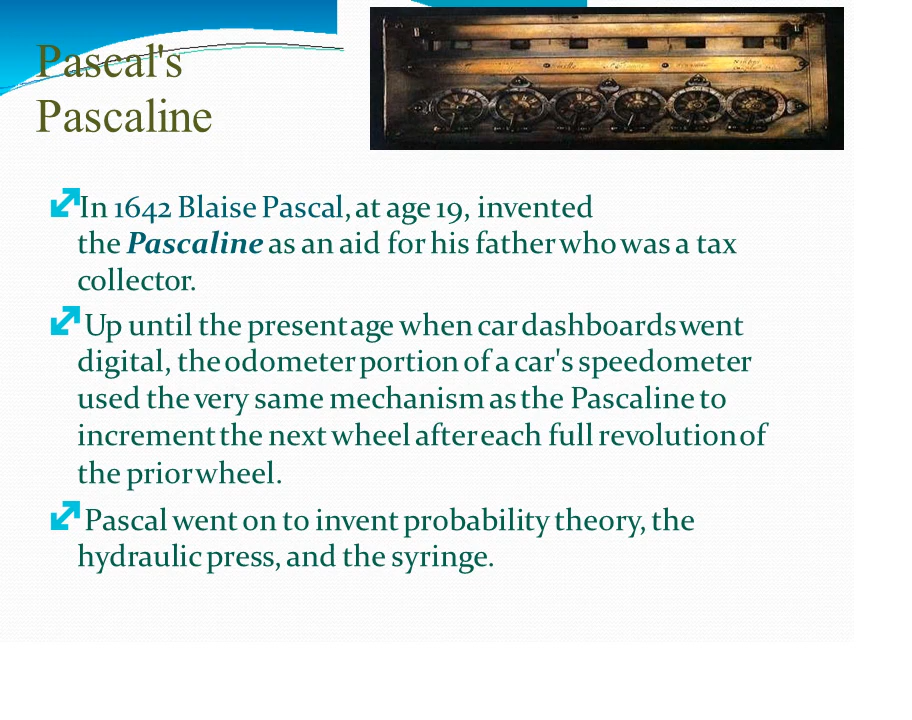 Pascal's
Pascaline
In 1642 Blaise Pascal, at age 19, invented
the Pascaline as an aid for his father who was a tax
collector.
Up until the present age when car dashboards went
digital, the odometer portion of a car's speedometer
used the very same mechanism as the Pascaline to
increment the next wheel after each full revolution of
the prior wheel.
Pascal went on to invent probability theory, the
hydraulic press, and the syringe.